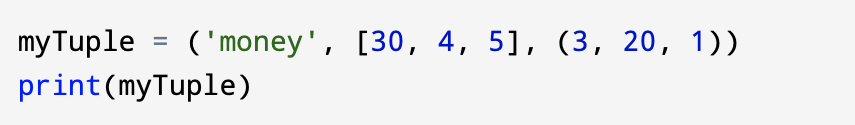 myTuple = ('money', [30, 4, 5], (3, 20, 1))
print(myTuple)